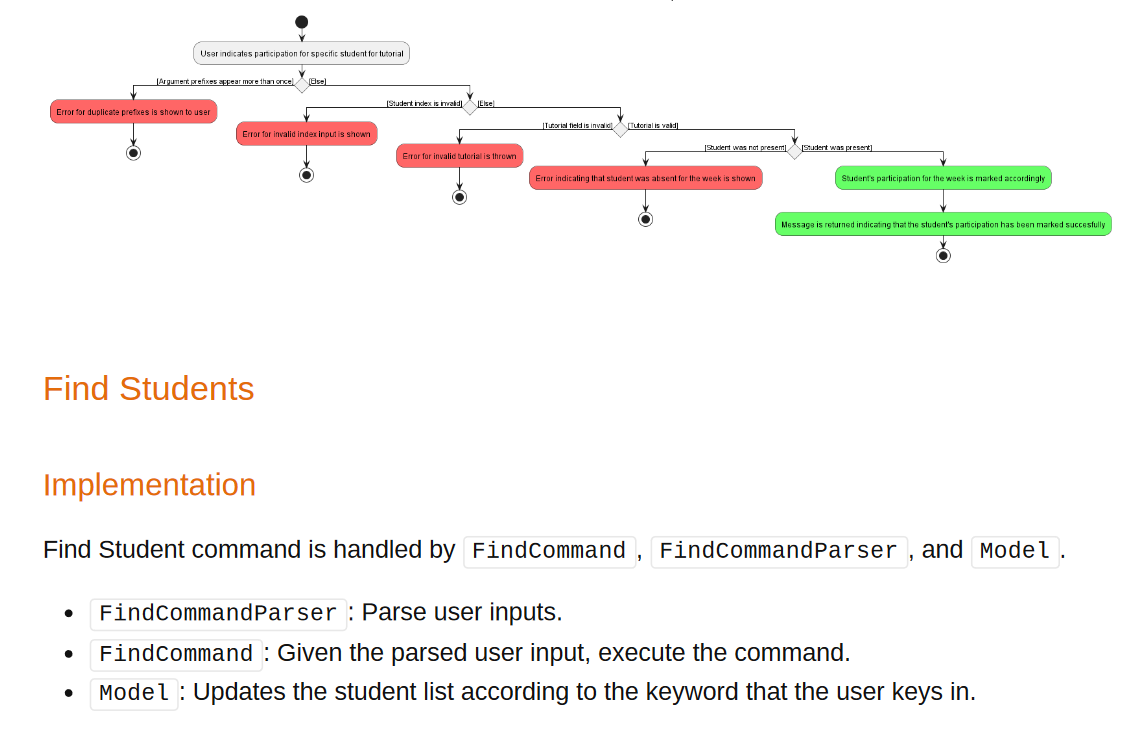 User indicates participation for specific student for tutorial
[Argument prefixes appear more than once] [Else]
Error for duplicate prefixes is shown to user
[Student index is invalid] [Else]
Error for invalid index input is shown
[Tutorial field is invalid] [Tutorial is valid]
Error for invalid tutorial is thrown
[Student was not present] [Student was present]
Error indicating that student was absent for the week is shown
Student's participation for the week is marked accordingly
Message is returned indicating that the student's participation has been marked succesfully
Find Students
Implementation
Find Student command is handled by FindCommand, FindCommandParser, and Model.
• FindCommandParser: Parse user inputs.
• FindCommand: Given the parsed user input, execute the command.
• Model: Updates the student list according to the keyword that the user keys in.